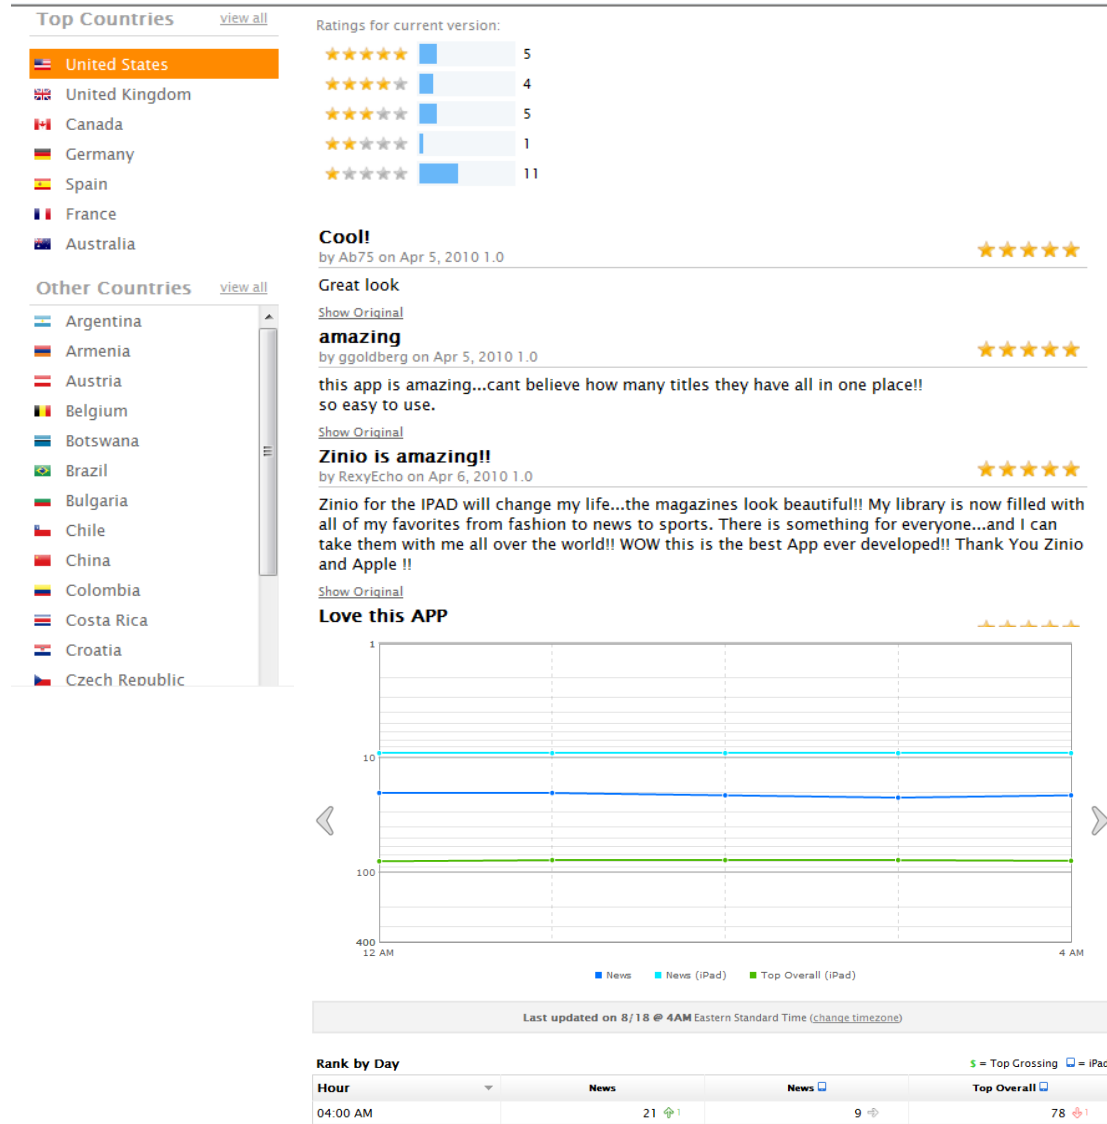 Top Countries view all
United States
United Kingdom
Canada
Germany
Spain
France
Australia
Other Countries view all
Argentina
Armenia
Austria
Belgium
Botswana
Brazil
Bulgaria
Chile
China
Colombia
Costa Rica
Croatia
Czech Republic
Ratings for current version:
5
4
5
1
11
Cool!
by Ab75 on Apr 5, 2010 1.0
Great look
Show Original
amazing
by ggoldberg on Apr 5, 2010 1.0
this app is amazing...cant believe how many titles they have all in one place!!
so easy to use.
Show Original
Zinio is amazing!!
by RexyEcho on Apr 6, 2010 1.0
Zinio for the IPAD will change my life...the magazines look beautiful!! My library is now filled with
all of my favorites from fashion to news to sports. There is something for everyone...and I can
take them with me all over the world!! WOW this is the best App ever developed!! Thank You Zinio
and Apple !!
Show Original
Love this APP
1
10
100
400
12 AM 4 AM
News News (iPad) Top Overall (iPad)
Last updated on 8/18 @ 4AM Eastern Standard Time (change timezone)
Rank by Day $ = Top Grossing = iPad
Hour News News Top Overall
04:00 AM 21 1 9 78 1